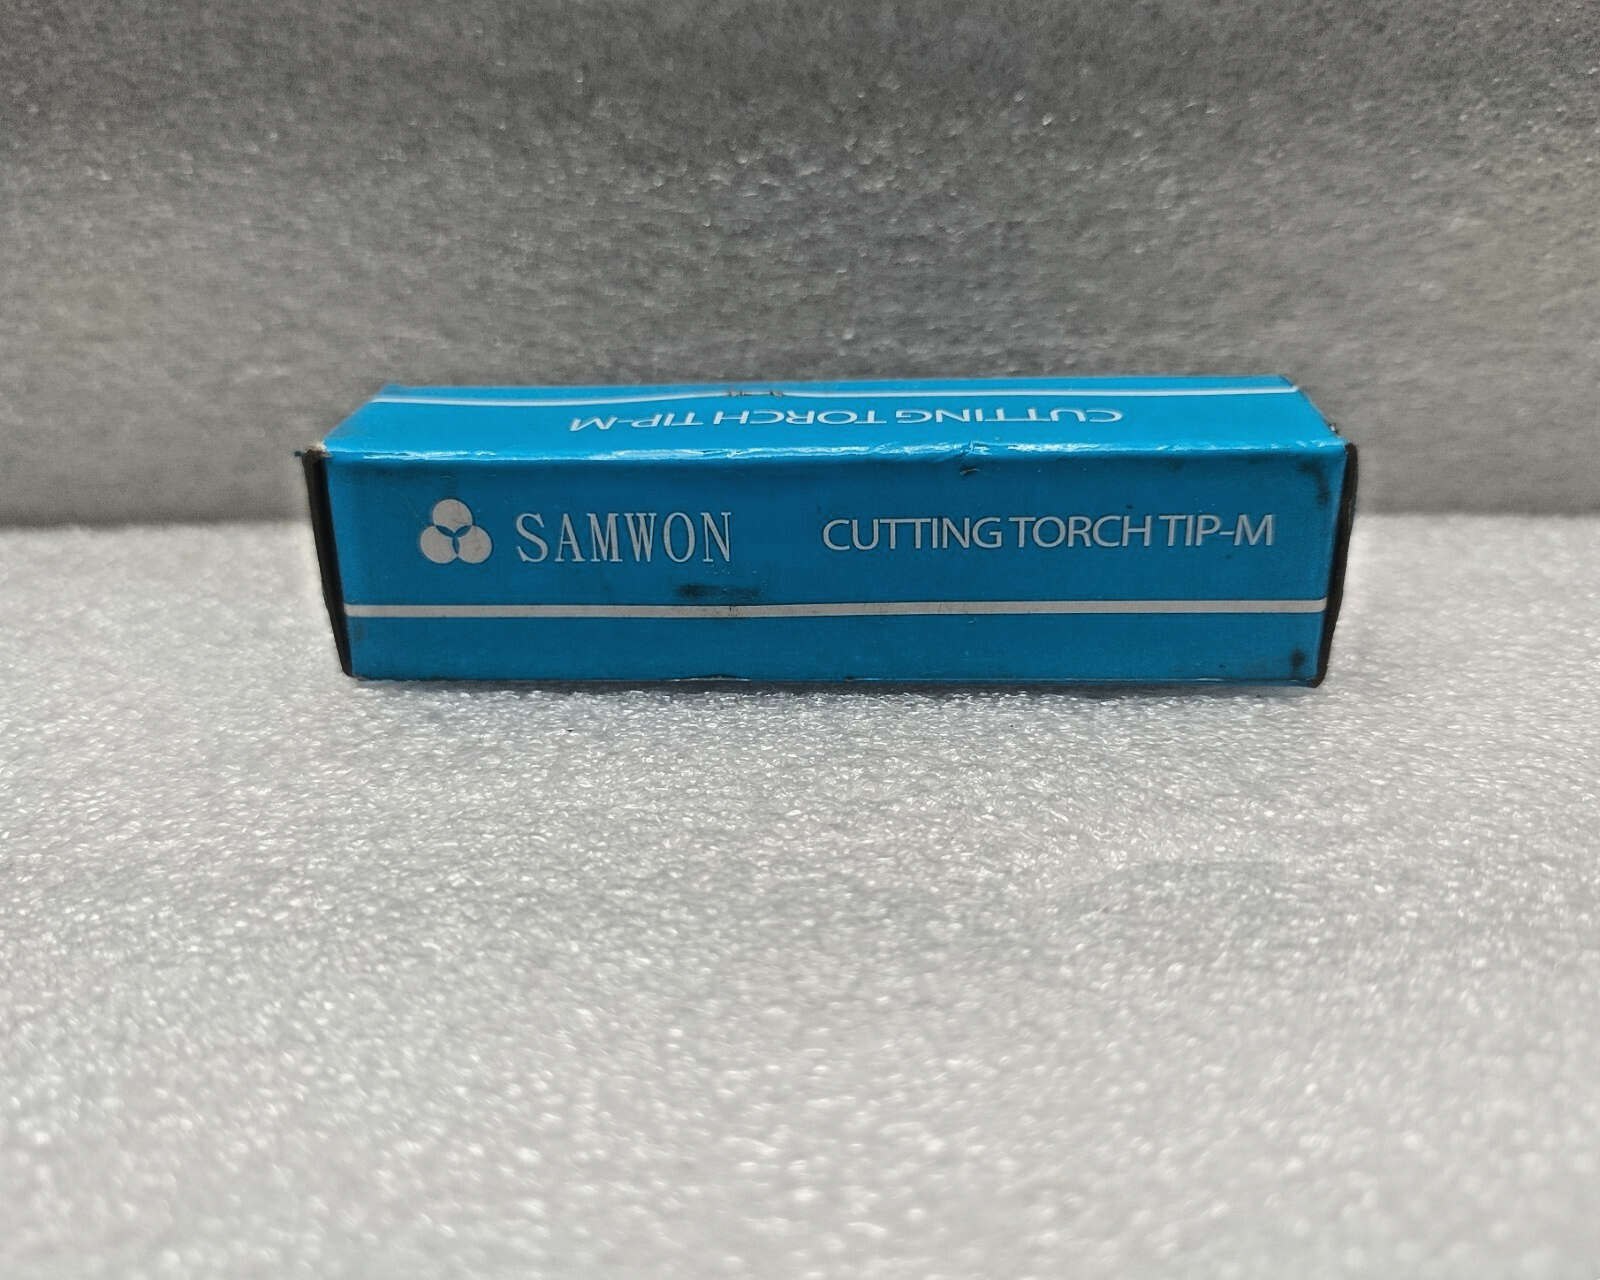 CUTTING TORCH TIP-M
SAMWON CUTTING TORCH TIP-M